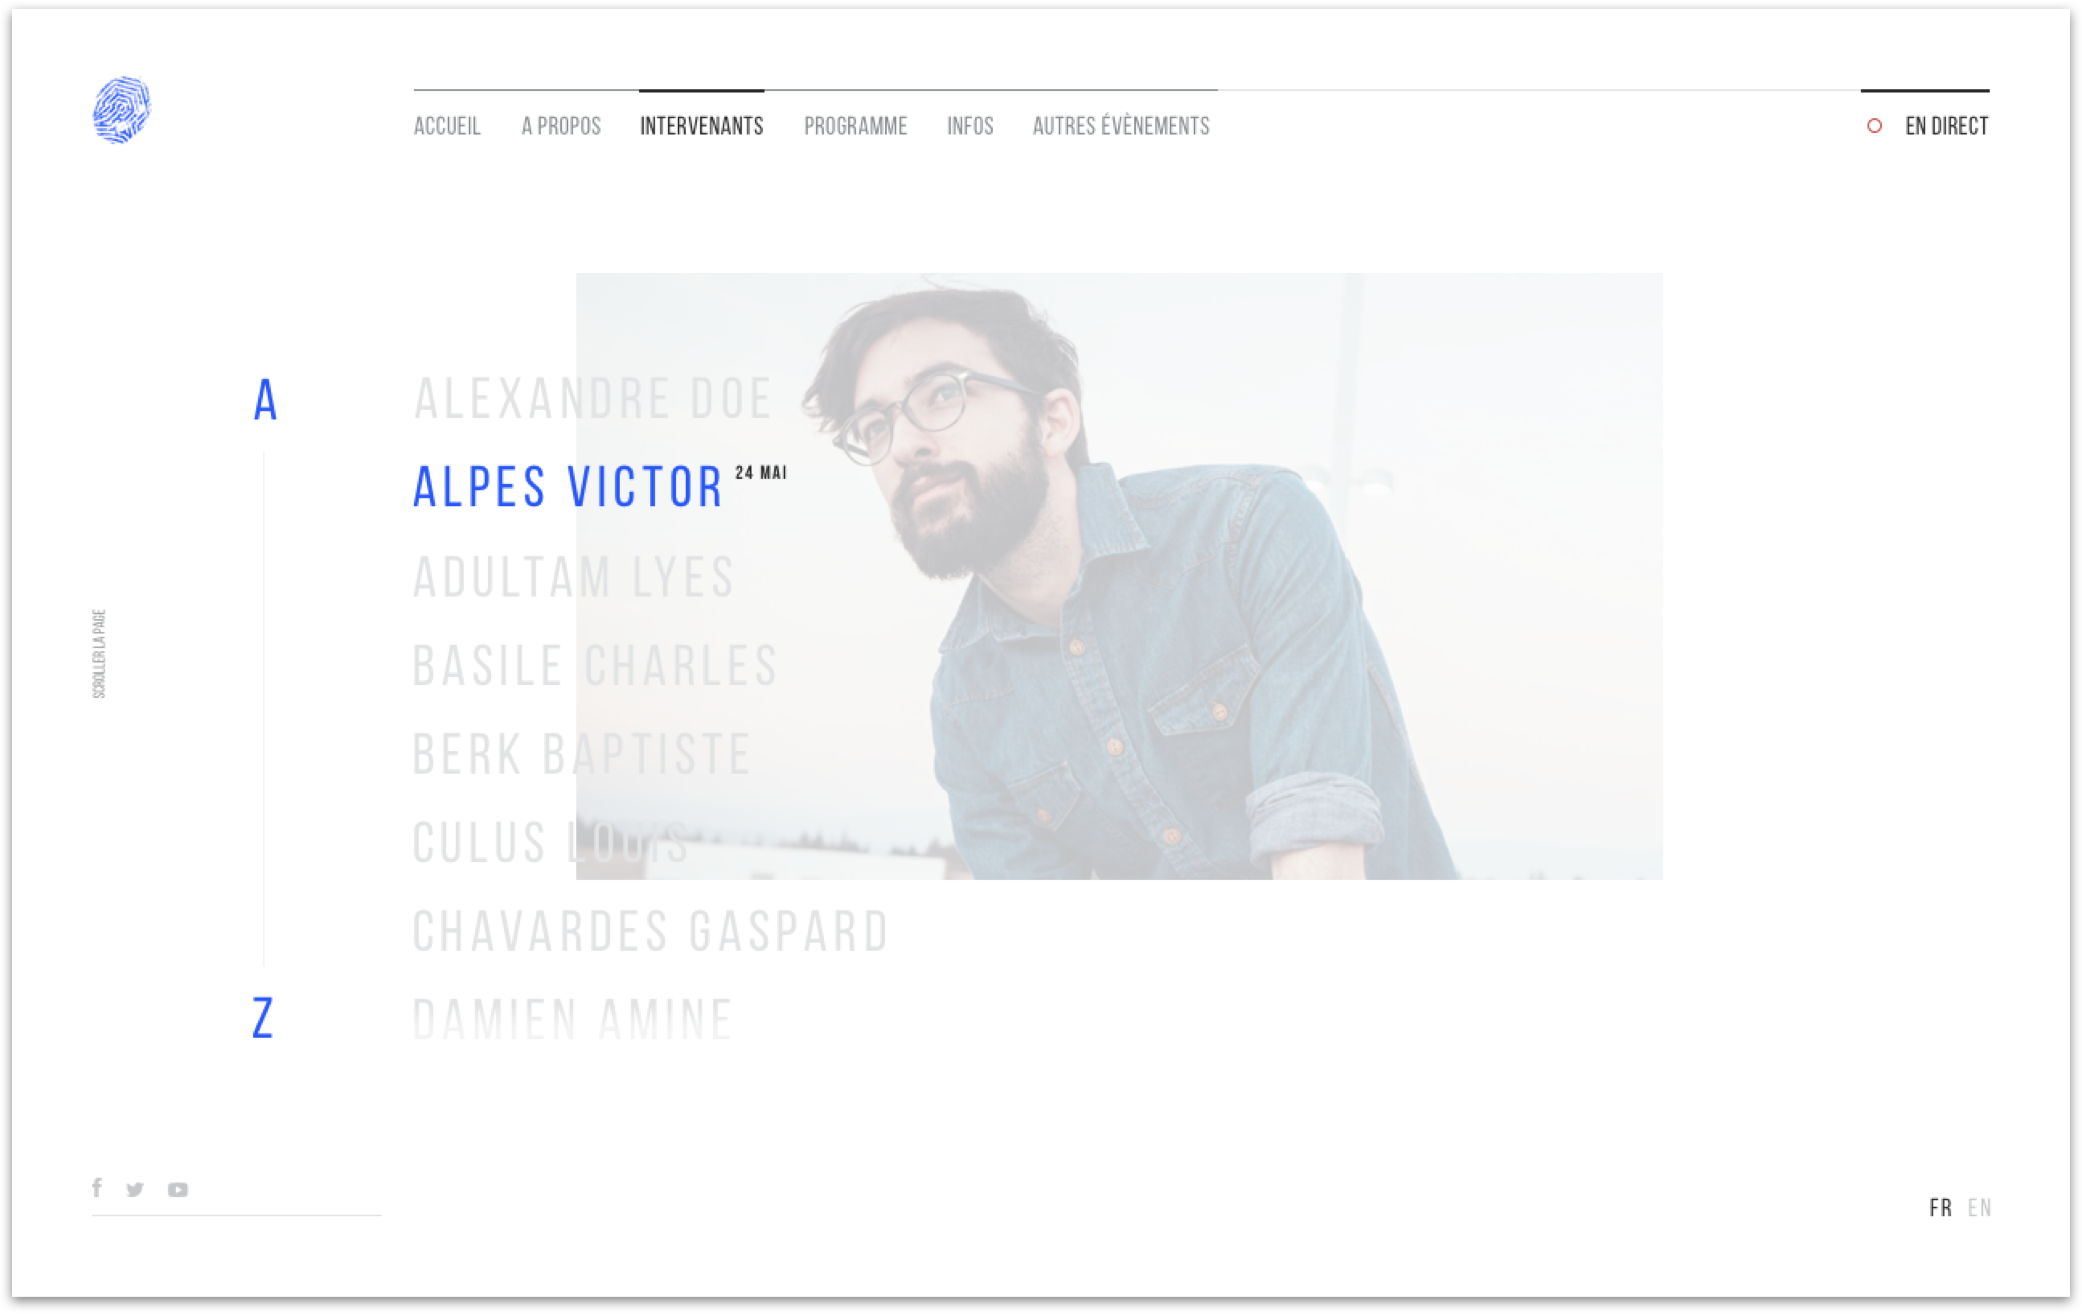 ACCUEIL A PROPOS INTERVENANTS PROGRAMME INFOS AUTRES ÉVÈNEMENTS EN DIRECT
A
ALEXANDRE DOE
ALPES VICTOR 24 MAI
ADULTAM LYES
BASILE CHARLES
BERK BAPTISTE
CULUS LOUIS
CHAVARDES GASPARD
Z
DAMIEN AMINE
SCROLLER LA PAGE
FR EN